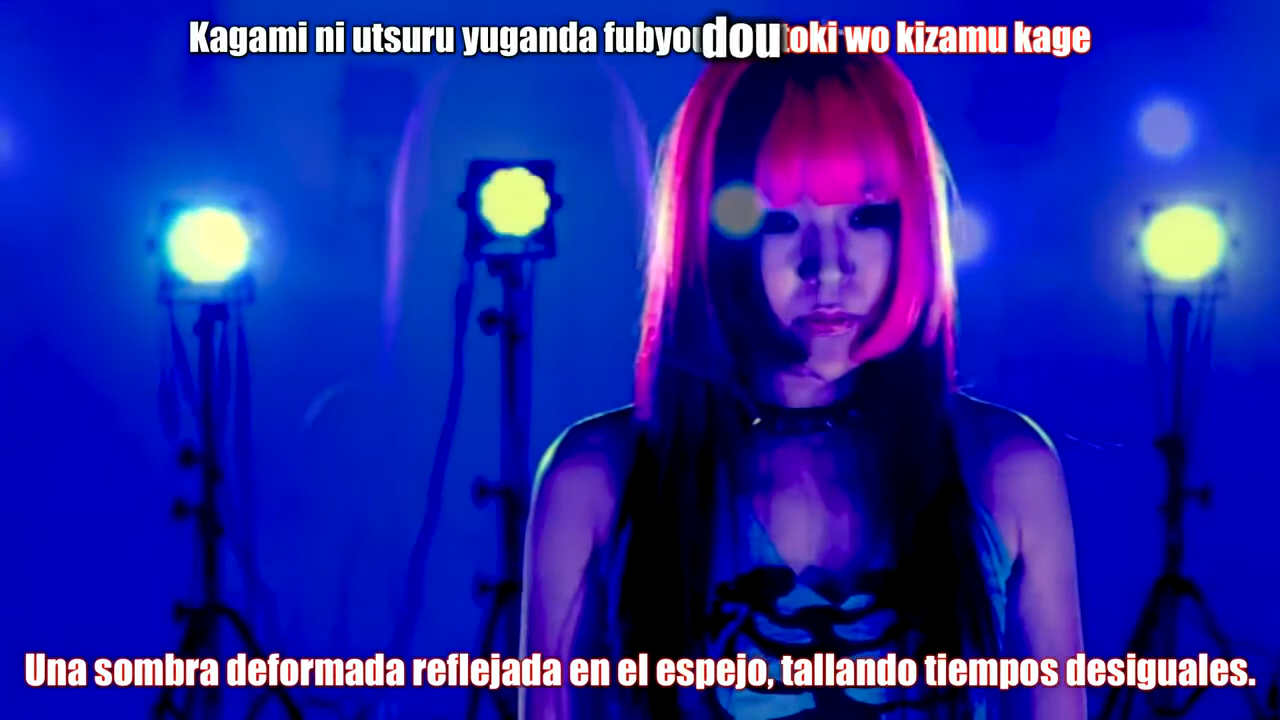 Kagami ni utsuru yuganda fubyoudou toki wo kizamu kage
Una sombra deformada reflejada en el espejo, tallando tiempos desiguales.